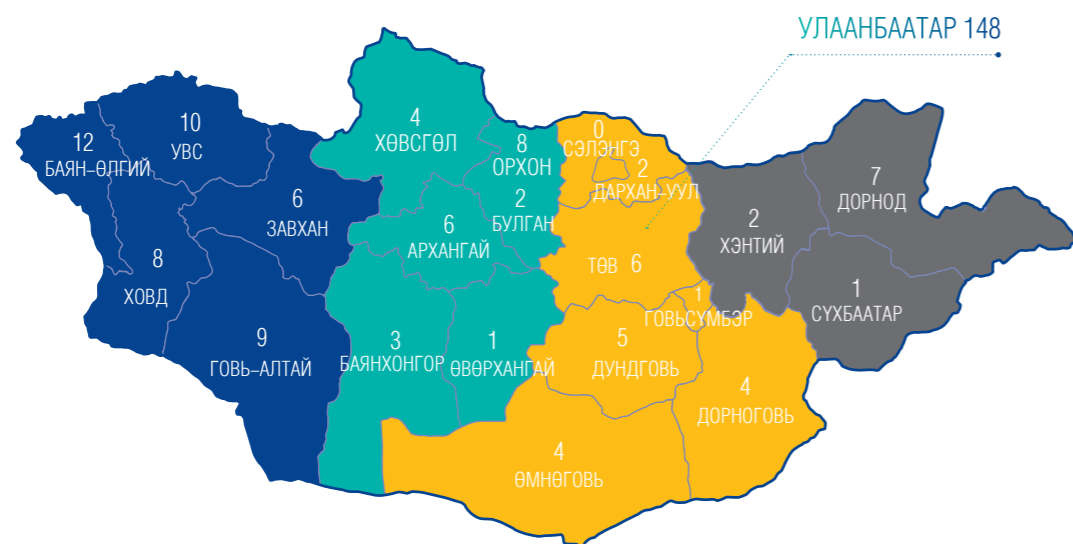 УЛААНБААТАР 148
12
БАЯН–ӨЛГИЙ
10
УВС
6
ЗАВХАН
8
ХОВД
9
ГОВЬ–АЛТАЙ
4
ХӨВСГӨЛ
8
ОРХОН
2
БУЛГАН
6
АРХАНГАЙ
3
БАЯНХОНГОР
1
ӨВӨРХАНГАЙ
0
СЭЛЭНГЭ
2
ДАРХАН–УУЛ
ТӨВ 6
1
ГОВЬСҮМБЭР
5
ДУНДГОВЬ
4
ДОРНОГОВЬ
4
ӨМНӨГОВЬ
2
ХЭНТИЙ
7
ДОРНОД
1
СҮХБААТАР